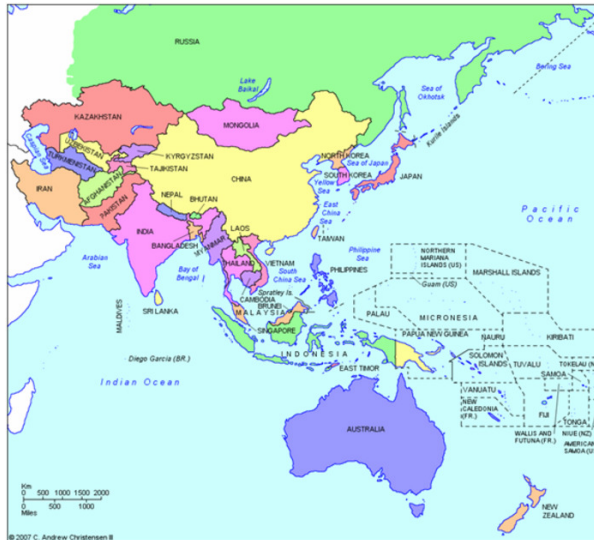 RUSSIA
Bering Sea
Sea of
Okhotsk
Lake
Baikal
KAZAKHSTAN
MONGOLIA
Kurile Islands
UZBEKISTAN
Caspian Sea
TURKMENISTAN
KYRGYZSTAN
TAJIKISTAN
NORTH KOREA
Sea of Japan
SOUTH KOREA
JAPAN
Yellow
Sea
CHINA
AFGHANISTAN
IRAN
PAKISTAN
NEPAL
BHUTAN
East
China
Sea
Pacific
Ocean
INDIA
BANGLADESH
MYANMAR
LAOS
TAIWAN
Arabian
Sea
Bay of
Bengal
THAILAND
VIETNAM
South
China Sea
Philippine
Sea
PHILIPPINES
NORTHERN
MARIANA
ISLANDS (US)
Guam (US)
MARSHALL ISLANDS
SRI LANKA
MALDIVES
Spratley Is.
CAMBODIA
BRUNEI
MALAYSIA
SINGAPORE
PALAU
MICRONESIA
PAPUA NEW GUINEA
NAURU
KIRIBATI
INDONESIA
EAST TIMOR
Diego Garcia (BR.)
Indian Ocean
SOLOMON
ISLANDS
TUVALU
TOKELAU (N
SAMOA
VANUATU
NEW
CALEDONIA
(FR.)
FIJI
TONGA
WALLIS AND
FUTUNA (FR.)
NIUE (NZ)
AMERICAN
SAMOA (U
AUSTRALIA
NEW
ZEALAND
Km
0 500 1000 1500 2000
0 500 1000
Miles
© 2007 C. Andrew Christensen III